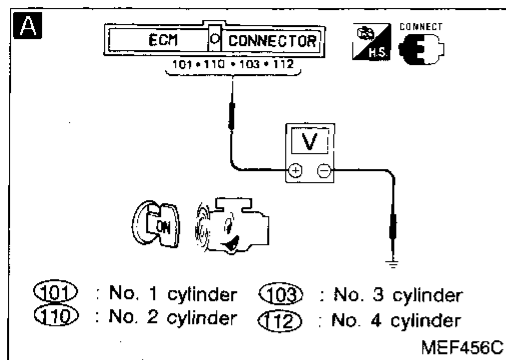 A
ECM CONNECTOR
CONNECT
H.S.
101 • 110 • 103 • 112
V
+ −
ON
101 : No. 1 cylinder 103 : No. 3 cylinder
110 : No. 2 cylinder 112 : No. 4 cylinder
MEF456C